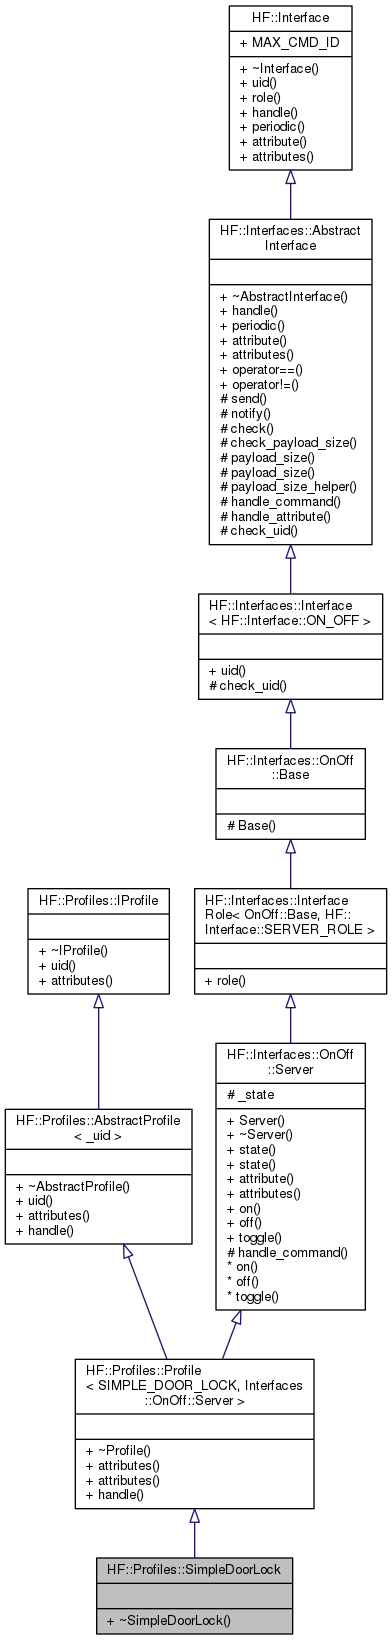 HF::Interface
+ MAX_CMD_ID
+ ~Interface()
+ uid()
+ role()
+ handle()
+ periodic()
+ attribute()
+ attributes()
HF::Interfaces::Abstract
Interface
+ ~AbstractInterface()
+ handle()
+ periodic()
+ attribute()
+ attributes()
+ operator==()
+ operator!=()
# send()
# notify()
# check()
# check_payload_size()
# payload_size()
# payload_size()
# payload_size_helper()
# handle_command()
# handle_attribute()
# check_uid()
HF::Interfaces::Interface
< HF::Interface::ON_OFF >
+ uid()
# check_uid()
HF::Interfaces::OnOff
::Base
# Base()
HF::Profiles::IProfile
+ ~IProfile()
+ uid()
+ attributes()
HF::Interfaces::Interface
Role< OnOff::Base, HF::
Interface::SERVER_ROLE >
+ role()
HF::Interfaces::OnOff
::Server
# _state
+ Server()
+ ~Server()
+ state()
+ state()
+ attribute()
+ attributes()
+ on()
+ off()
+ toggle()
# handle_command()
* on()
* off()
* toggle()
HF::Profiles::AbstractProfile
< _uid >
+ ~AbstractProfile()
+ uid()
+ attributes()
+ handle()
HF::Profiles::Profile
< SIMPLE_DOOR_LOCK, Interfaces
::OnOff::Server >
+ ~Profile()
+ attributes()
+ attributes()
+ handle()
HF::Profiles::SimpleDoorLock
+ ~SimpleDoorLock()